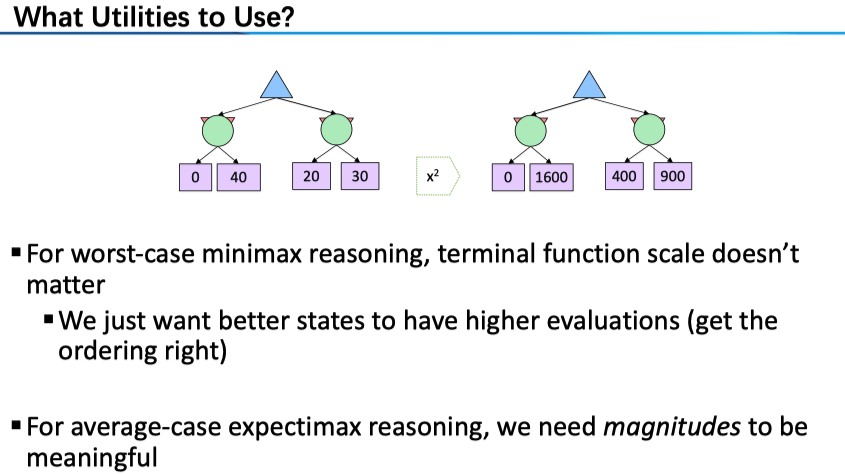 What Utilities to Use?
0 40 20 30 x² 0 1600 400 900
▪ For worst-case minimax reasoning, terminal function scale doesn’t
matter
▪ We just want better states to have higher evaluations (get the
ordering right)
▪ For average-case expectimax reasoning, we need magnitudes to be
meaningful